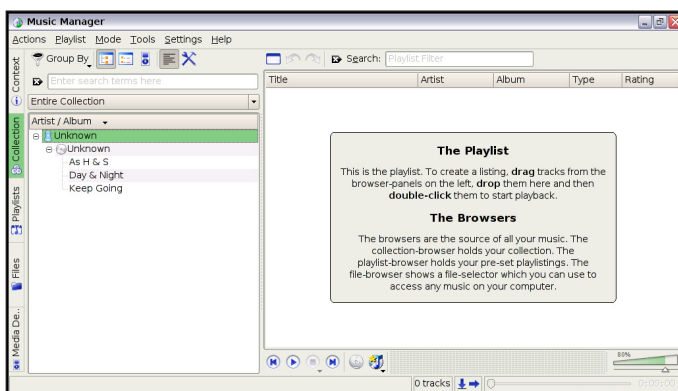 Music Manager
Actions Playlist Mode Tools Settings Help
Group By
Search: Playlist Filter
Enter search terms here
Entire Collection
Artist / Album
Unknown
Unknown
As H & S
Day & Night
Keep Going
Context
Collection
Playlists
Files
Media De..
Title Artist Album Type Rating
The Playlist
This is the playlist. To create a listing, drag tracks from the
browser-panels on the left, drop them here and then
double-click them to start playback.
The Browsers
The browsers are the source of all your music. The
collection-browser holds your collection. The
playlist-browser holds your pre-set playlistings. The
file-browser shows a file-selector which you can use to
access any music on your computer.
80%
0 tracks
0:00:00